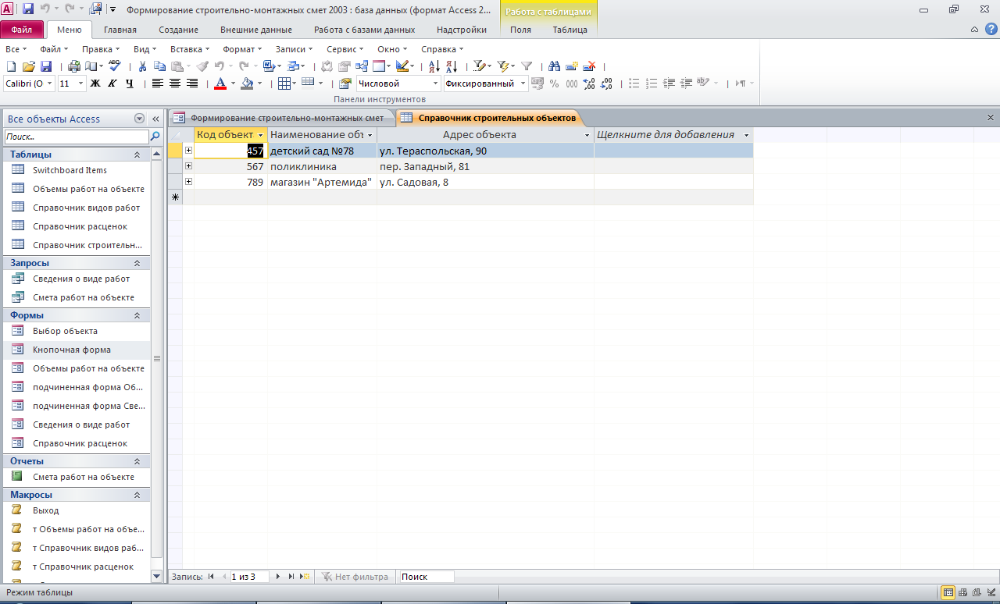 Формирование строительно-монтажных смет 2003 : база данных (формат Access 2...
Работа с таблицами
Файл Меню Главная Создание Внешние данные Работа с базами данных Надстройки Поля Таблица
Все Файл Правка Вид Вставка Формат Записи Сервис Окно Справка
Calibri (О 11 Ж К Ч Числовой Фиксированный % 000
Панели инструментов
Все объекты Access
Формирование строительно-монтажных смет
Справочник строительных объектов
Поиск...
Код объект Наименование объ Адрес объекта Щелкните для добавления
457 детский сад №78 ул. Тераспольская, 90
567 поликлиника пер. Западный, 81
789 магазин "Артемида" ул. Садовая, 8
Таблицы
Switchboard Items
Объемы работ на объекте
Справочник видов работ
Справочник расценок
Справочник строительн...
Запросы
Сведения о виде работ
Смета работ на объекте
Формы
Выбор объекта
Кнопочная форма
Объемы работ на объекте
подчиненная форма Об...
подчиненная форма Све...
Сведения о виде работ
Справочник расценок
Отчеты
Смета работ на объекте
Макросы
Выход
т Объемы работ на объе...
т Справочник видов раб...
т Справочник расценок
Запись: 1 из 3 Нет фильтра Поиск
Режим таблицы